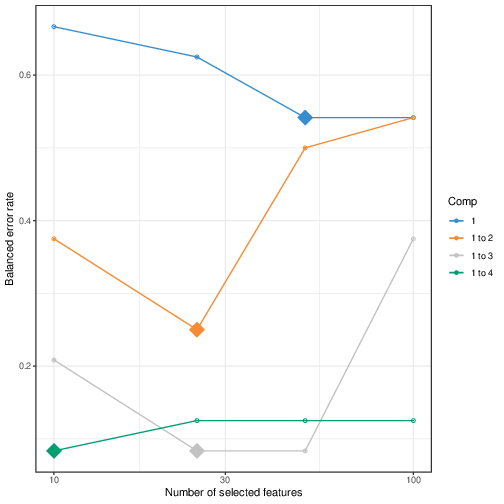 Balanced error rate
0.6
0.4
0.2
10
30
100
Number of selected features
Comp
1
1 to 2
1 to 3
1 to 4